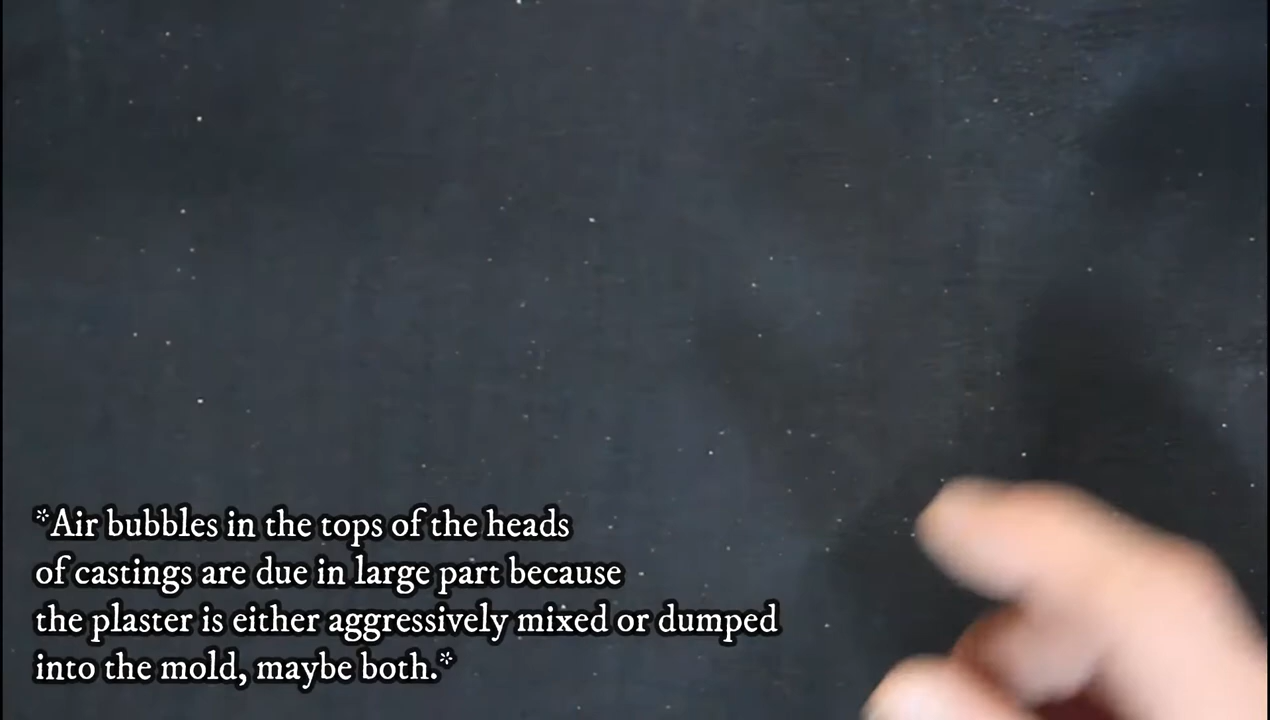 *Air bubbles in the tops of the heads
of castings are due in large part because
the plaster is either aggressively mixed or dumped
into the mold, maybe both.*